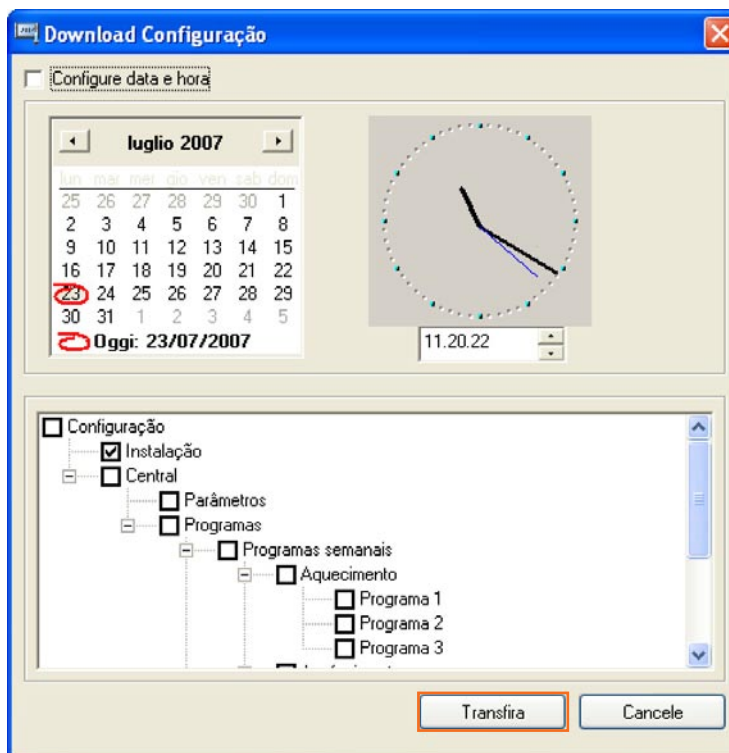 Download Configuração
Configure data e hora
luglio 2007
lun mar mer gio ven sab dom
25 26 27 28 29 30 1
2 3 4 5 6 7 8
9 10 11 12 13 14 15
16 17 18 19 20 21 22
23 24 25 26 27 28 29
30 31 1 2 3 4 5
Oggi: 23/07/2007
11.20.22
Configuração
Instalação
Central
Parâmetros
Programas
Programas semanais
Aquecimento
Programa 1
Programa 2
Programa 3
Transfira
Cancele